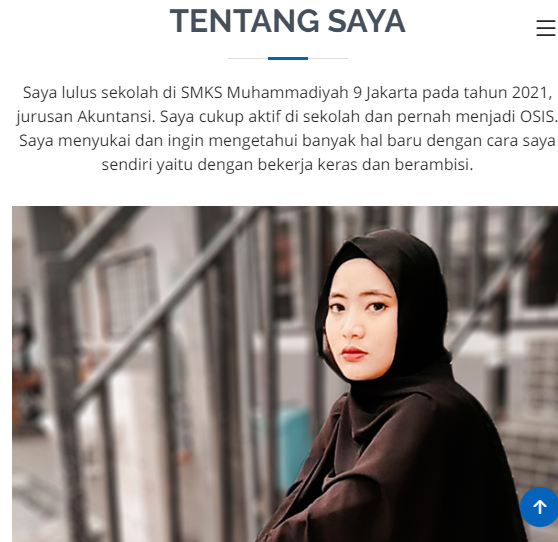 TENTANG SAYA
Saya lulus sekolah di SMKS Muhammadiyah 9 Jakarta pada tahun 2021,
jurusan Akuntansi. Saya cukup aktif di sekolah dan pernah menjadi OSIS.
Saya menyukai dan ingin mengetahui banyak hal baru dengan cara saya
sendiri yaitu dengan bekerja keras dan berambisi.